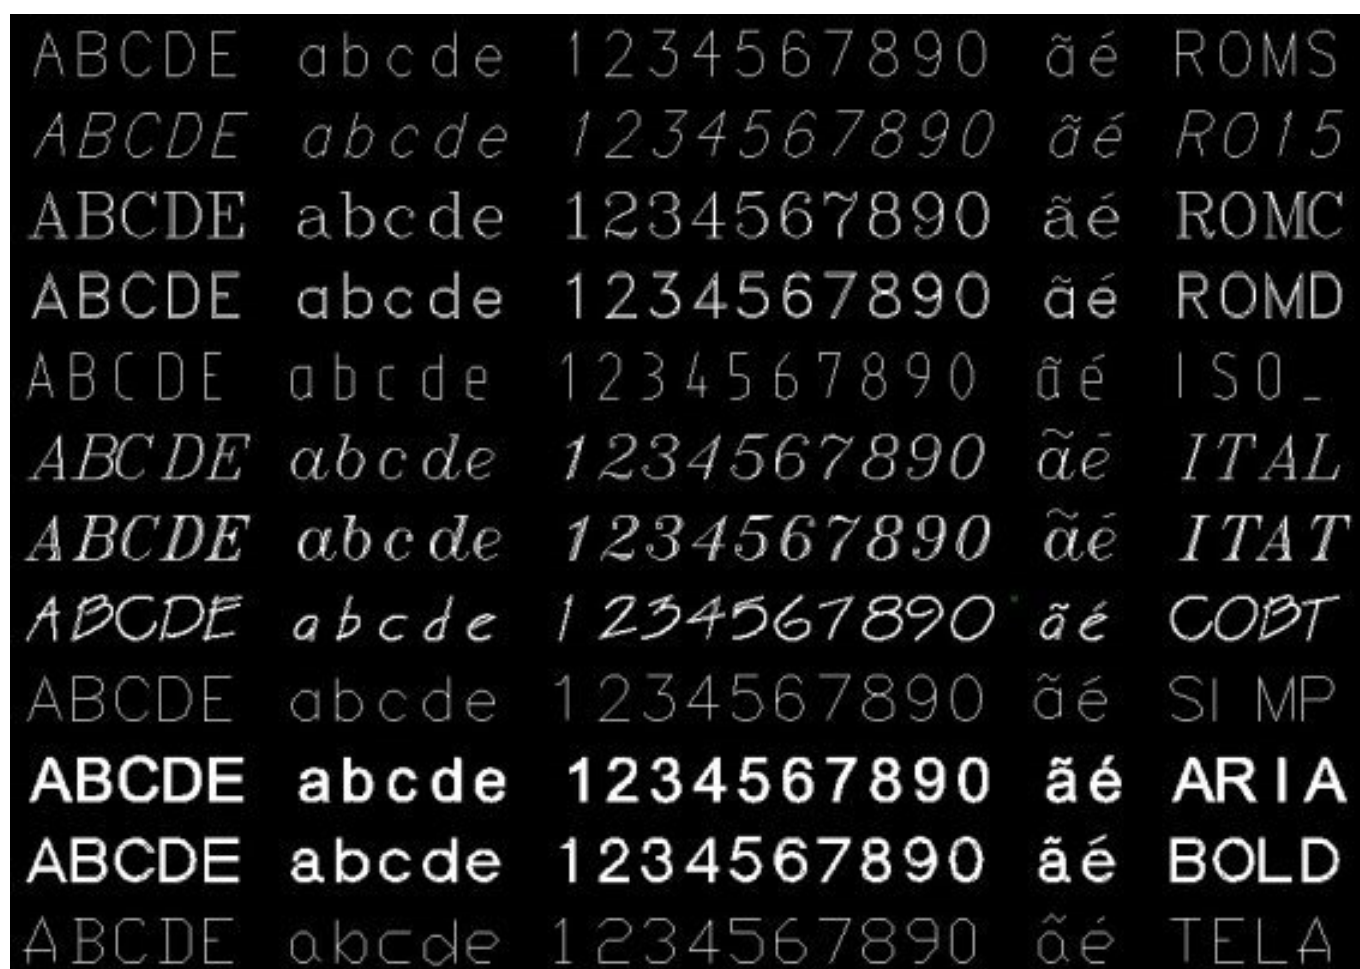 ABCDE abcde 1234567890 ãé ROMS
ABCDE abcde 1234567890 ãé RO15
ABCDE abcde 1234567890 ãé ROMC
ABCDE abcde 1234567890 ãé ROMD
ABCDE abcde 1234567890 ãé ISO_
ABCDE abcde 1234567890 ãé ITAL
ABCDE abcde 1234567890 ãé ITAT
ABCDE abcde 1234567890 ãé COBT
ABCDE abcde 1234567890 ãé SIMP
ABCDE abcde 1234567890 ãé ARIA
ABCDE abcde 1234567890 ãé BOLD
ABCDE abcde 1234567890 ãé TELA